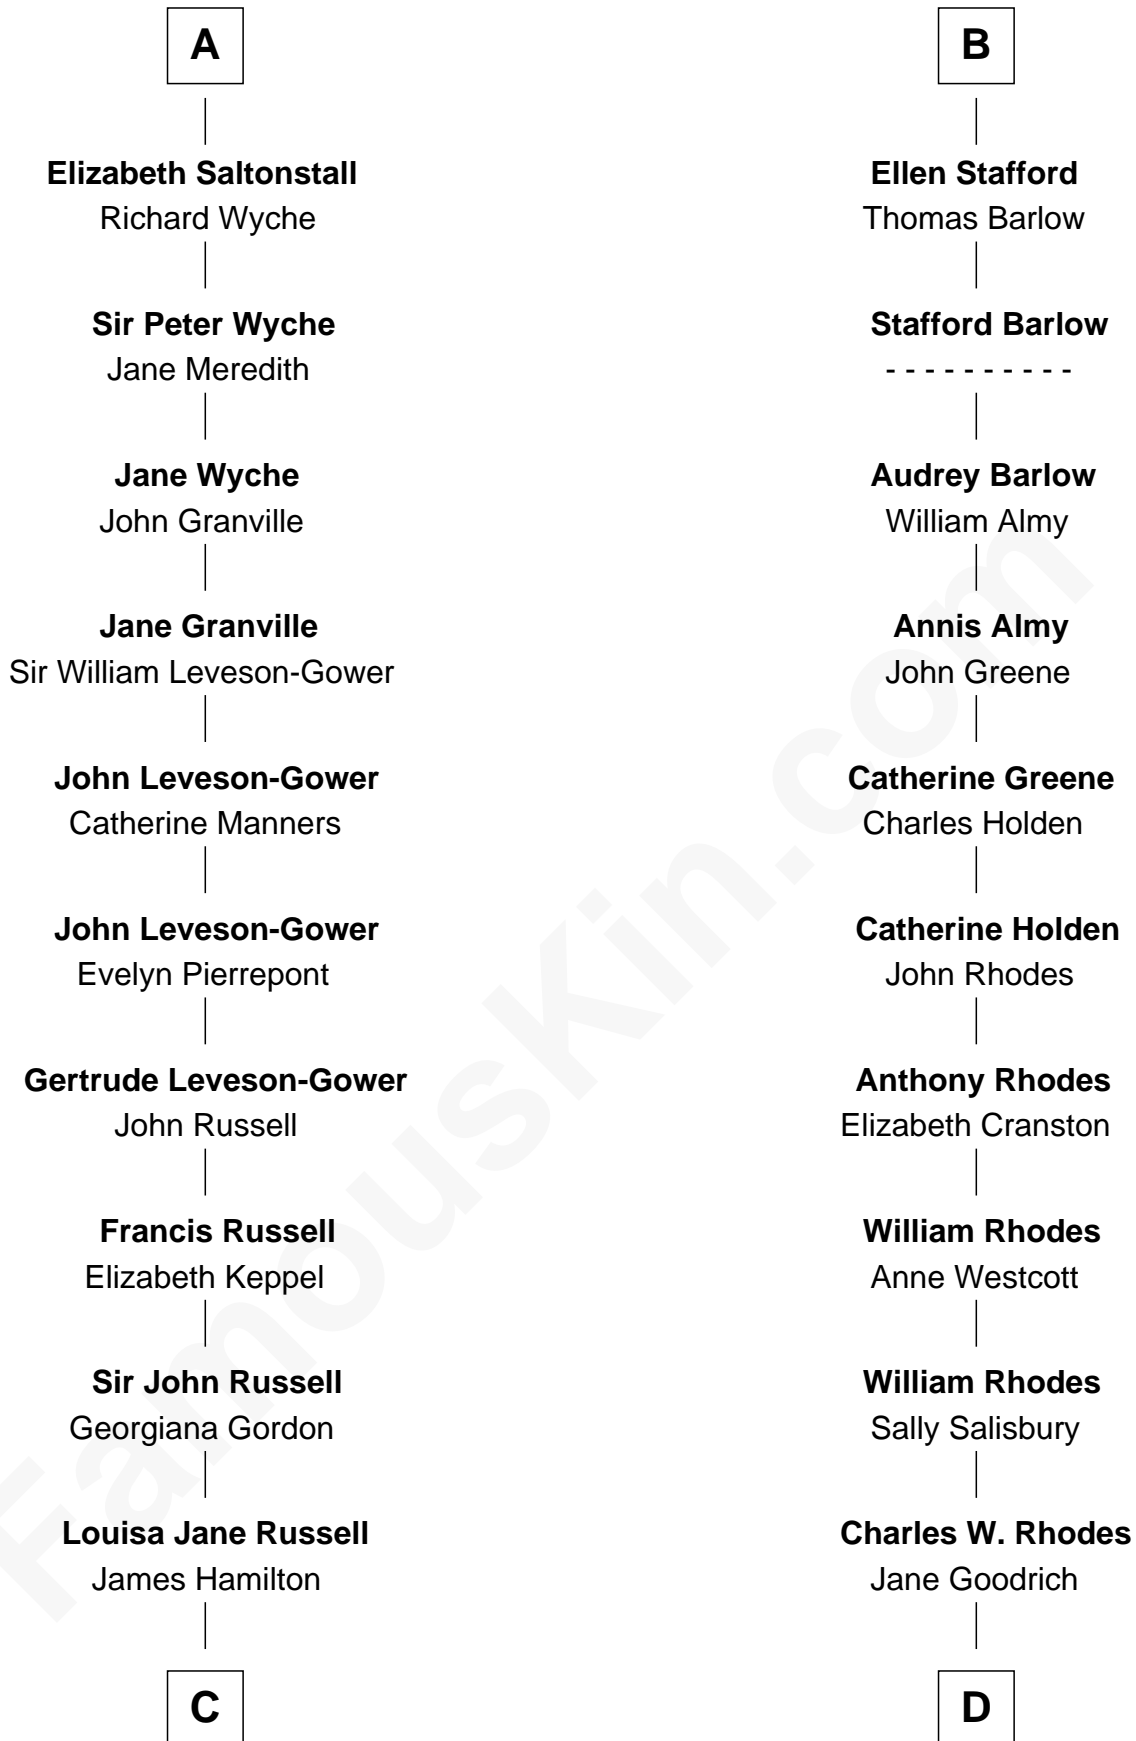 A
Elizabeth Saltonstall
Richard Wyche
Sir Peter Wyche
Jane Meredith
Jane Wyche
John Granville
Jane Granville
Sir William Leveson-Gower
John Leveson-Gower
Catherine Manners
John Leveson-Gower
Evelyn Pierrepont
Gertrude Leveson-Gower
John Russell
Francis Russell
Elizabeth Keppel
Sir John Russell
Georgiana Gordon
Louisa Jane Russell
James Hamilton
C
B
Ellen Stafford
Thomas Barlow
Stafford Barlow
- - - - - - - - - -
Audrey Barlow
William Almy
Annis Almy
John Greene
Catherine Greene
Charles Holden
Catherine Holden
John Rhodes
Anthony Rhodes
Elizabeth Cranston
William Rhodes
Anne Westcott
William Rhodes
Sally Salisbury
Charles W. Rhodes
Jane Goodrich
D
FamousKin.com